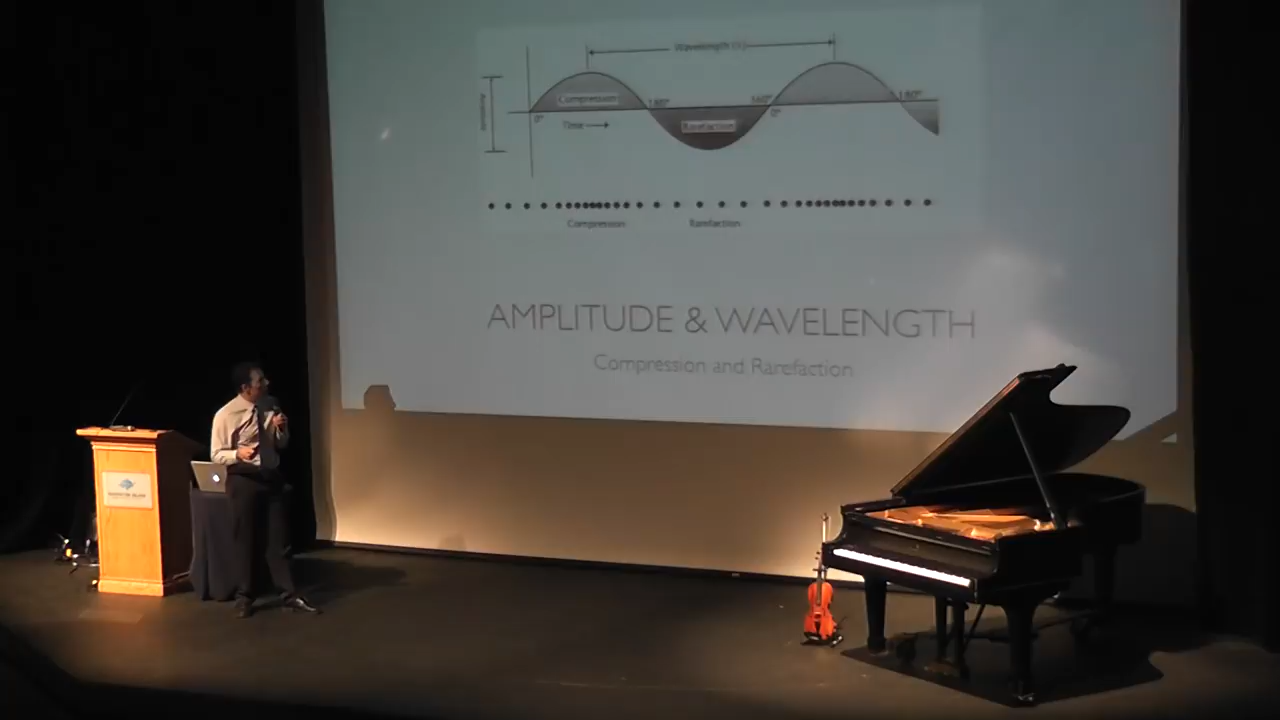 Wavelength (λ)
Compression
180°
360°
180°
0°
0°
Time
Rarefaction
Compression
Rarefaction
AMPLITUDE & WAVELENGTH
Compression and Rarefaction